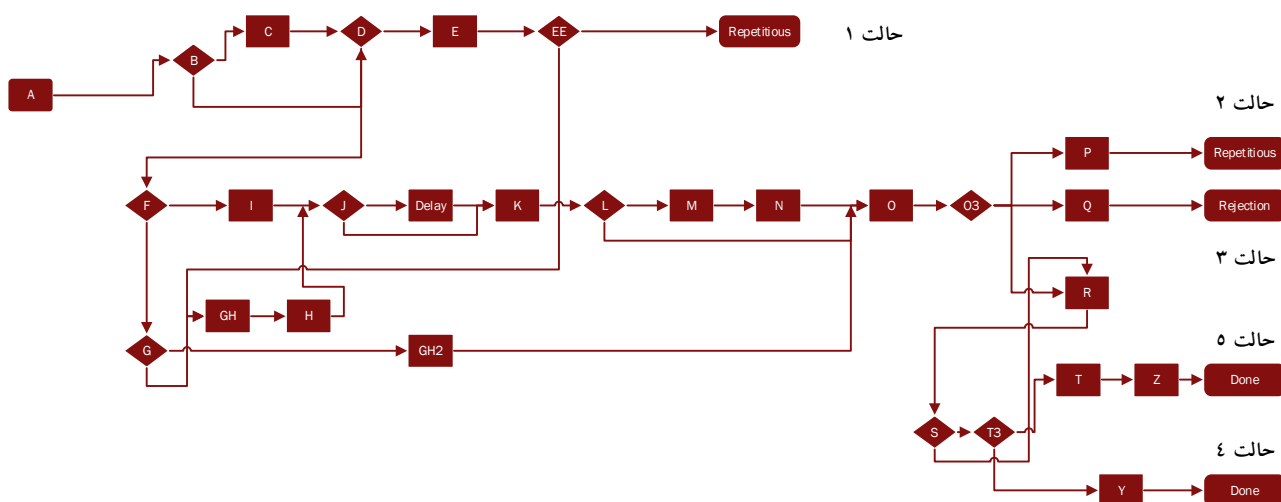 C
D
E
EE
Repetitious
حالت ۱
B
A
حالت ۲
P
Repetitious
F
I
J
Delay
K
L
M
N
O
O3
Q
Rejection
حالت ۳
R
GH
H
G
GH2
حالت ٥
T
Z
Done
S
T3
حالت ٤
Y
Done